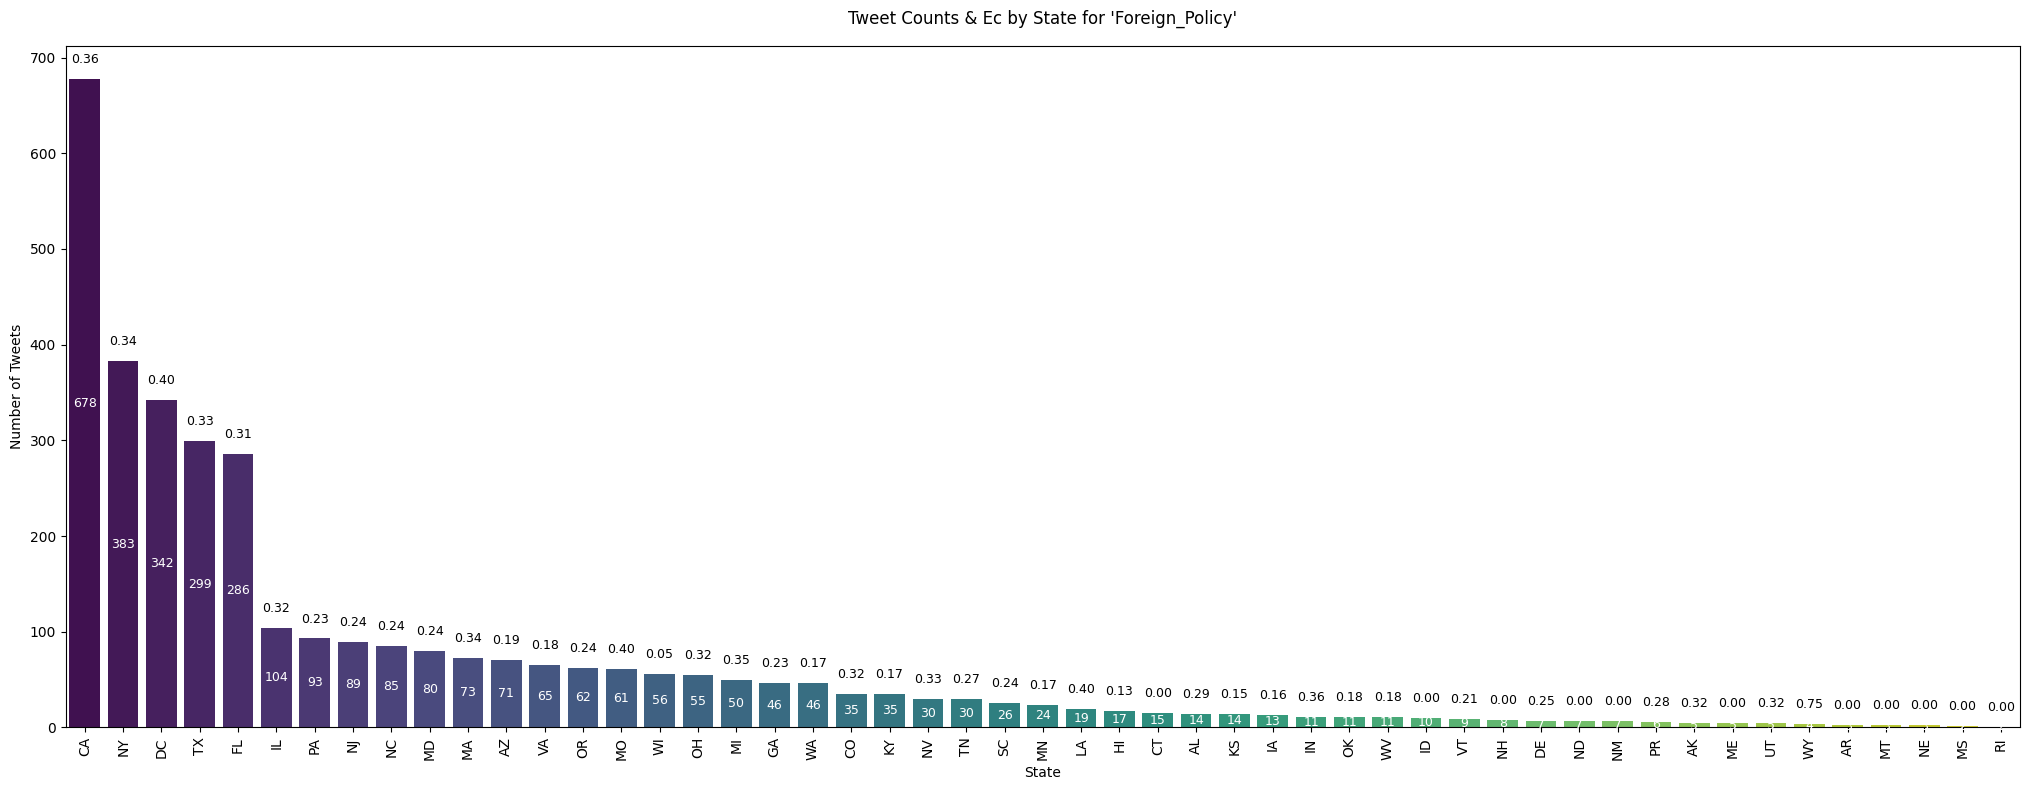 Tweet Counts & Ec by State for 'Foreign_Policy'
Number of Tweets
700
600
500
400
300
200
100
0
0.36 0.34 0.40 0.33 0.31 0.32 0.23 0.24 0.24 0.24 0.34 0.19 0.18 0.24 0.40 0.05 0.32 0.35 0.23 0.17 0.32 0.17 0.33 0.27 0.24 0.17 0.40 0.13 0.00 0.29 0.15 0.16 0.36 0.18 0.18 0.00 0.21 0.00 0.25 0.00 0.00 0.28 0.32 0.00 0.32 0.75 0.00 0.00 0.00 0.00 0.00
678 383 342 299 286 104 93 89 85 80 73 71 65 62 61 56 55 50 46 46 35 35 30 30 26 24 19 17 15 14 14 13 11 11 11 10 9 8 7 7 7 6
CA NY DC TX FL IL PA NJ NC MD MA AZ VA OR MO WI OH MI GA WA CO KY NV TN SC MN LA HI CT AL KS IA IN OK WV ID VT NH DE ND NM PR AK ME UT WY AR MT NE MS RI
State